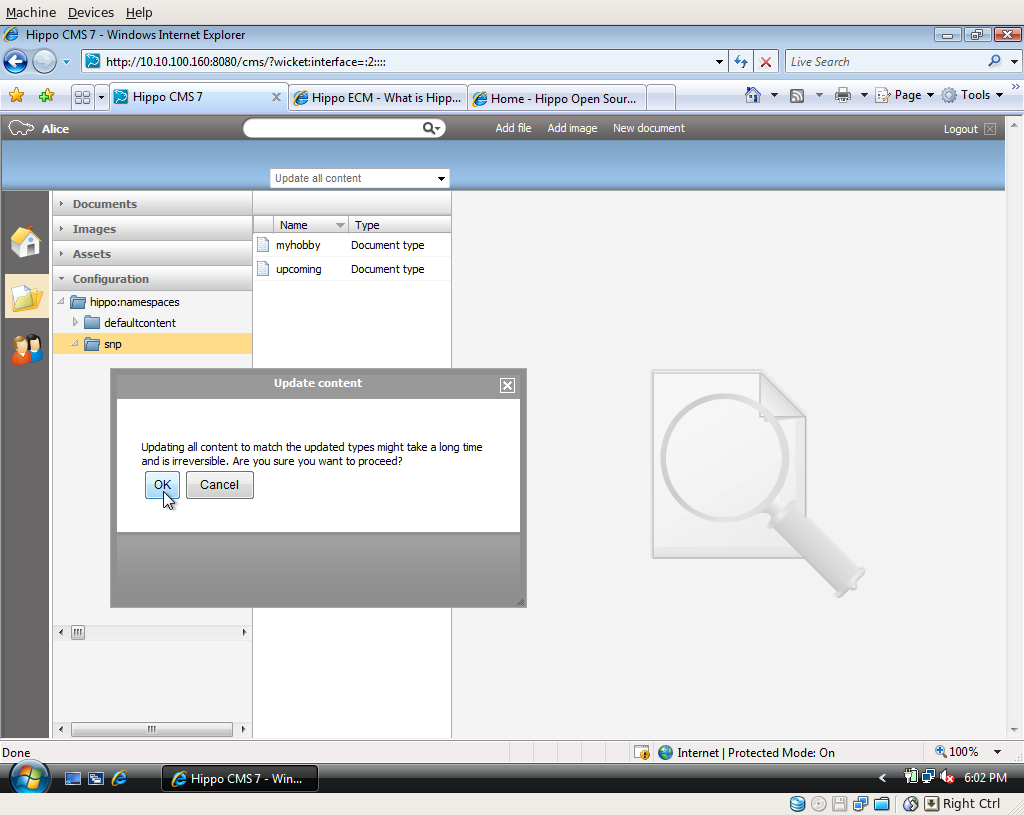 Machine Devices Help
Hippo CMS 7 - Windows Internet Explorer
http://10.10.100.160:8080/cms/?wicket:interface=:2::::
Live Search
Hippo CMS 7
Hippo ECM - What is Hipp...
Home - Hippo Open Sour...
Page
Tools
Alice
Add file Add image New document
Logout
Update all content
Documents
Images
Assets
Configuration
hippo:namespaces
defaultcontent
snp
Name Type
myhobby Document type
upcoming Document type
Update content
Updating all content to match the updated types might take a long time
and is irreversible. Are you sure you want to proceed?
OK Cancel
Done
Internet | Protected Mode: On
100%
Hippo CMS 7 - Win...
6:02 PM
Right Ctrl